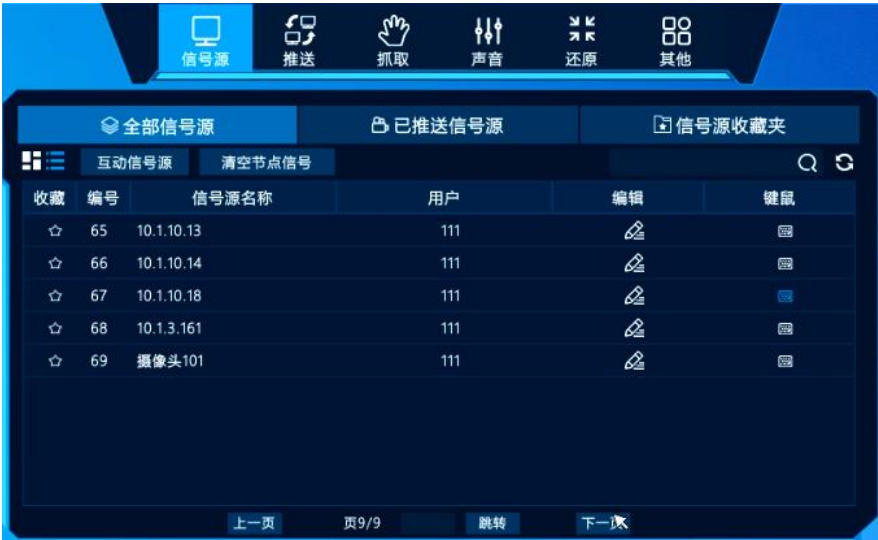 信号源 推送 抓取 声音 还原 其他
全部信号源 已推送信号源 信号源收藏夹
互动信号源 清空节点信号
收藏 编号 信号源名称 用户 编辑 键鼠
65 10.1.10.13 111
66 10.1.10.14 111
67 10.1.10.18 111
68 10.1.3.161 111
69 摄像头101 111
上一页 页9/9 跳转 下一页